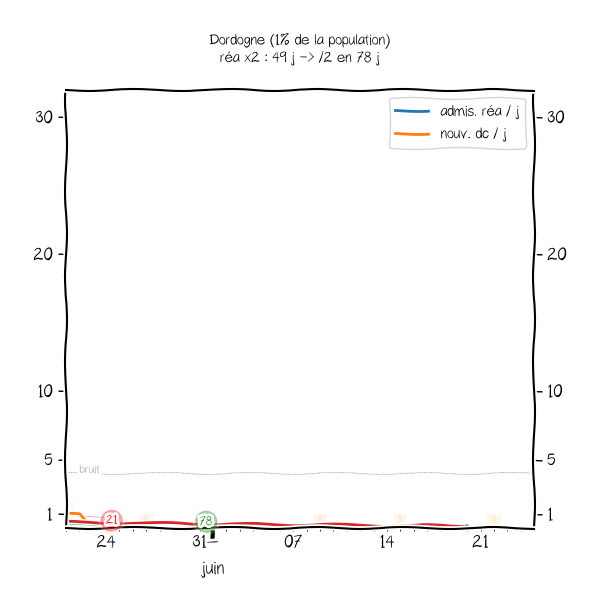 Dordogne (1% de la population)
réa x2 : 49 j -> /2 en 78 j
admis. réa / j
nouv. dc / j
30
30
20
20
10
10
5
5
bruit
1
1
21
78
24
31
07
14
21
juin